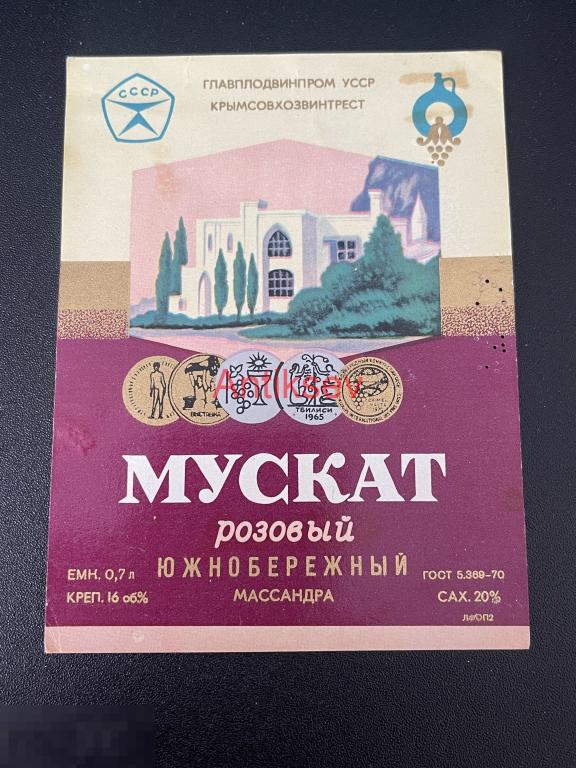 СССР
ГЛАВПЛОДВИНПРОМ УССР
КРЫМСОВХОЗВИНТРЕСТ
Antiksev
ТБИЛИСИ
1965
МУСКАТ
розовый
ЮЖНОБЕРЕЖНЫЙ
МАССАНДРА
ЕМК. 0,7 л
КРЕП. 16 об%
ГОСТ 5.369-70
САХ. 20%